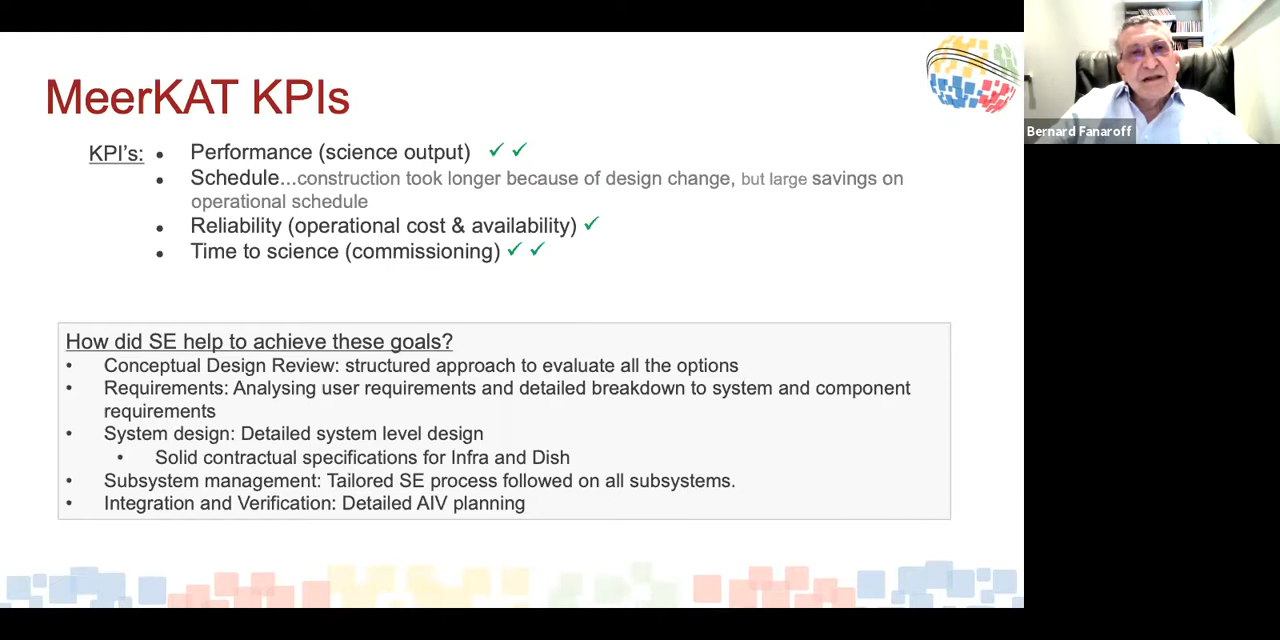 MeerKAT KPIs
KPI's:
• Performance (science output) ✓ ✓
• Schedule...construction took longer because of design change, but large savings on
operational schedule
• Reliability (operational cost & availability) ✓
• Time to science (commissioning) ✓ ✓
How did SE help to achieve these goals?
• Conceptual Design Review: structured approach to evaluate all the options
• Requirements: Analysing user requirements and detailed breakdown to system and component
requirements
• System design: Detailed system level design
• Solid contractual specifications for Infra and Dish
• Subsystem management: Tailored SE process followed on all subsystems.
• Integration and Verification: Detailed AIV planning
Bernard Fanaroff